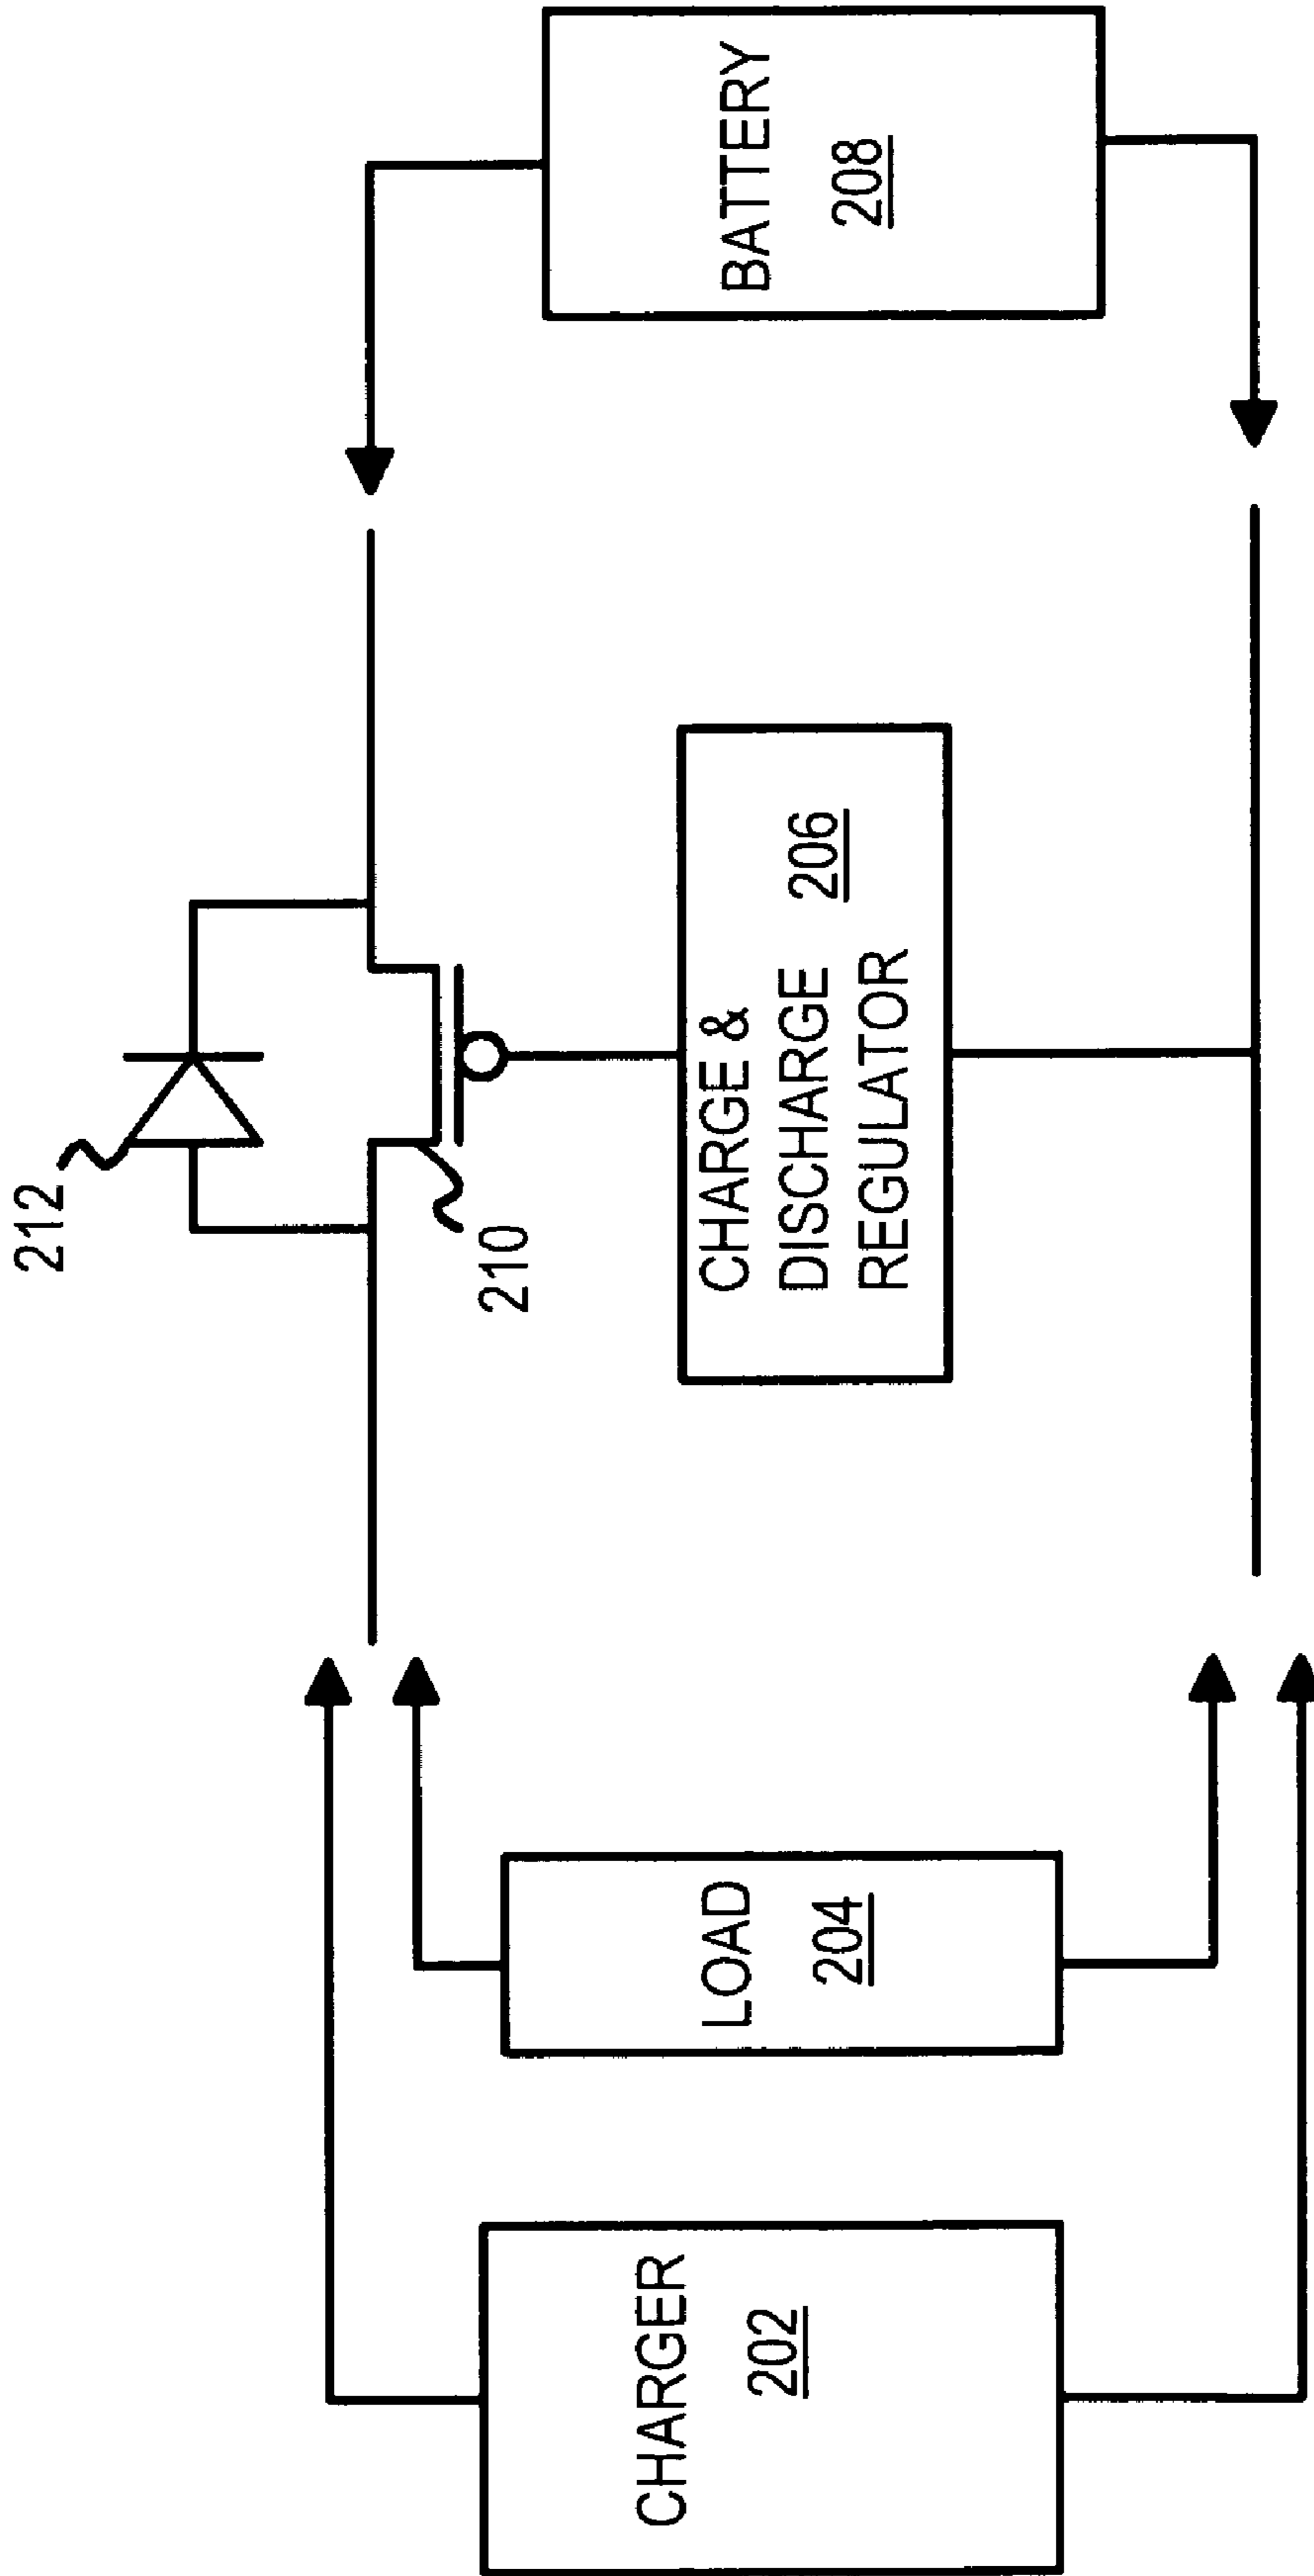 212
210
CHARGER
202
LOAD
204
CHARGE &
DISCHARGE 206
REGULATOR
BATTERY
208